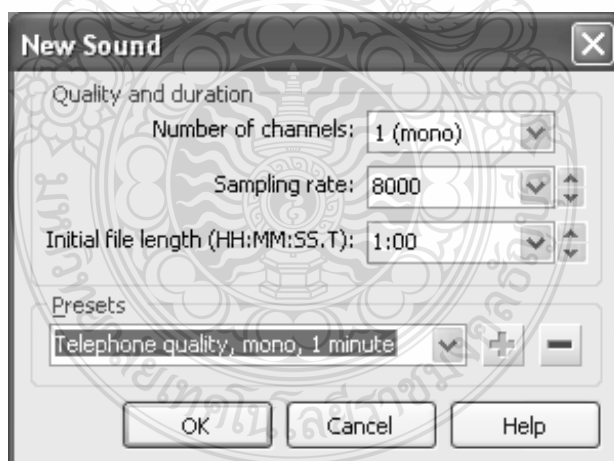 New Sound
Quality and duration
Number of channels: 1 (mono)
Sampling rate: 8000
Initial file length (HH:MM:SS.T): 1:00
Presets
Telephone quality, mono, 1 minute
OK Cancel Help